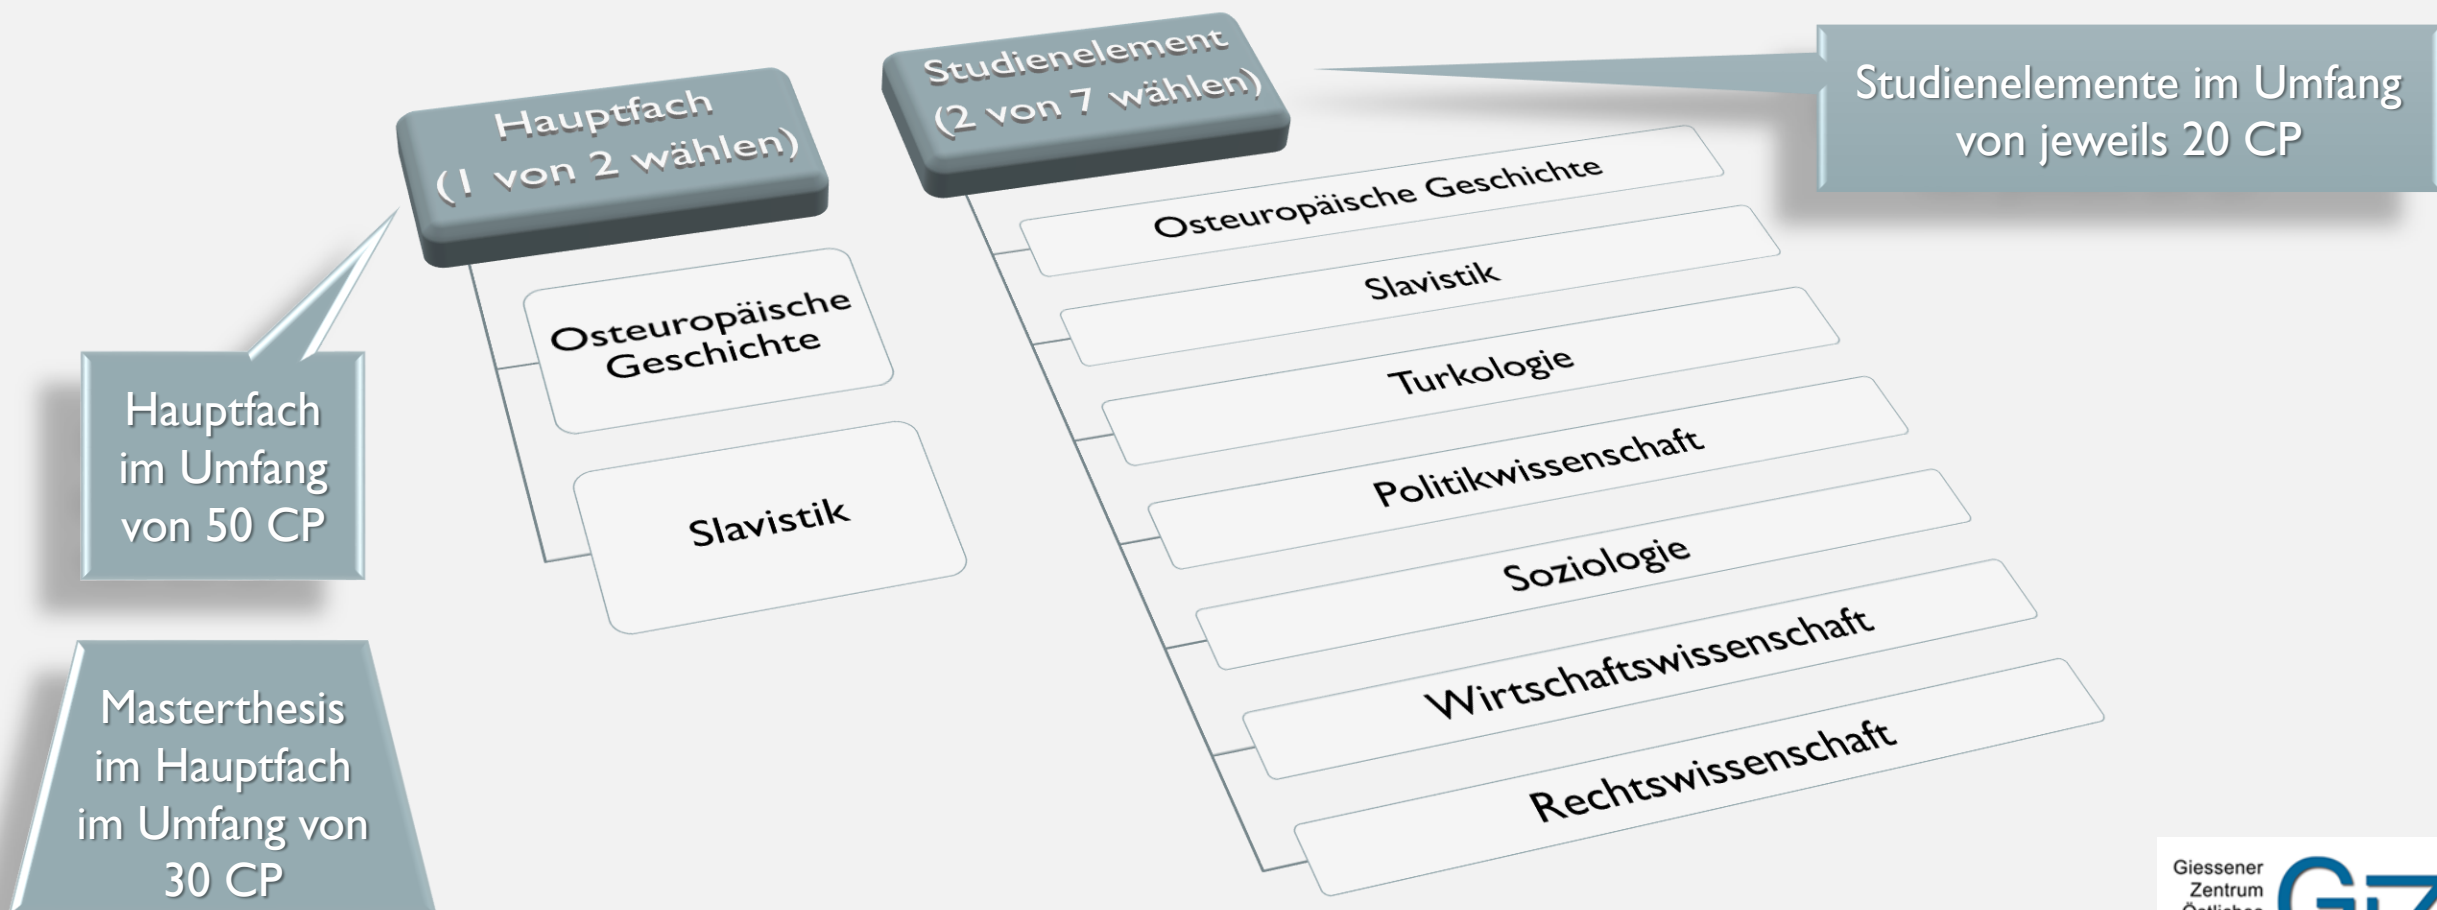 Hauptfach
(1 von 2 wählen)
Osteuropäische
Geschichte
Slavistik
Studienelement
(2 von 7 wählen)
Osteuropäische Geschichte
Slavistik
Turkologie
Politikwissenschaft
Soziologie
Wirtschaftswissenschaft
Rechtswissenschaft
Studienelemente im Umfang
von jeweils 20 CP
Hauptfach
im Umfang
von 50 CP
Masterthesis
im Hauptfach
im Umfang von
30 CP
Giessener
Zentrum